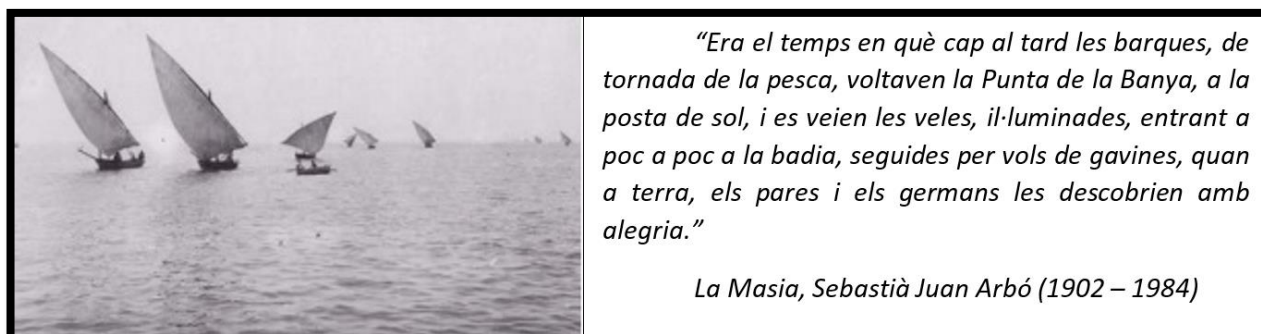 “Era el temps en què cap al tard les barques, de
tornada de la pesca, voltaven la Punta de la Banya, a la
posta de sol, i es veien les veles, il·luminades, entrant a
poc a poc a la badia, seguides per vols de gavines, quan
a terra, els pares i els germans les descobrien amb
alegria.”
La Masia, Sebastià Juan Arbó (1902 – 1984)